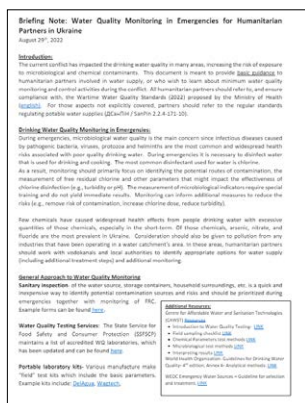 Briefing Note: Water Quality Monitoring in Emergencies for Humanitarian
Partners in Ukraine
August 29th, 2022
Introduction:
The current conflict has impacted the drinking water quality in many areas, increasing the risk of exposure
to microbiological and chemical contaminants. This document is meant to provide basic guidance to
humanitarian partners involved in water supply, or who wish to learn about minimum water quality
monitoring and control activities during the conflict. All humanitarian partners should refer to, and ensure
compliance with, the Wartime Water Quality Standards (2022) proposed by the Ministry of Health
(english). For those aspects not explicitly covered, partners should refer to the regular standards
regulating potable water supplies (ДСанПіН / SanPin 2.2.4-171-10).
Drinking Water Quality Monitoring in Emergencies:
During emergencies, microbiological water quality is the main concern since infectious diseases caused
by pathogenic bacteria, viruses, protozoa and helminths are the most common and widespread health
risks associated with poor quality drinking water. During emergencies it is necessary to disinfect water
that is used for drinking and cooking. The most common disinfectant used for water is chlorine.
As a result, monitoring should primarily focus on identifying the potential routes of contamination, the
measurement of free residual chlorine and other parameters that might impact the effectiveness of
chlorine disinfection (e.g., turbidity or pH). The measurement of microbiological indicators require special
training and do not yield immediate results. Monitoring can inform additional measures to reduce the
risks (e.g., remove risk of contamination, increase chlorine dose, reduce turbidity).
Few chemicals have caused widespread health effects from people drinking water with excessive
quantities of those chemicals, especially in the short-term. Of those chemicals, arsenic, nitrate, and
fluoride are the most prevalent in Ukraine. Consideration should also be given to pollution from any
industries that have been operating in a water catchment's area. In these areas, humanitarian partners
should work with vodokanals and local authorities to identify appropriate options for water supply
(including additional treatment steps) and additional monitoring.
General Approach to Water Quality Monitoring
Sanitary inspection of the water source, storage containers, household surroundings, etc, is a quick and
inexpensive way to identify potential contamination sources and risks and should be prioritized during
emergencies together with monitoring of FRC.
Example forms can be found here.
Water Quality Testing Services: The State Service for
Food Safety and Consumer Protection (SSFSCP)
maintains a list of accredited WQ laboratories, which
has been updated and can be found here.
Portable laboratory kits- Various manufacture make
"field" test kits which include the basic parameters.
Example kits include: DelAgua, Wagtech.
Additional Resources:
Centre for Affordable Water and Sanitation Technologies
(CAWST) Resources
• Introduction to Water Quality Testing: LINK
• Field sampling checklist LINK
• Chemical Parameters test methods LINK
• Microbiological test methods LINK
• Interpreting results LINK
World Health Organization- Guidelines for Drinking Water
Quality- 4th edition. Annex 4: Analytical methods. LINK